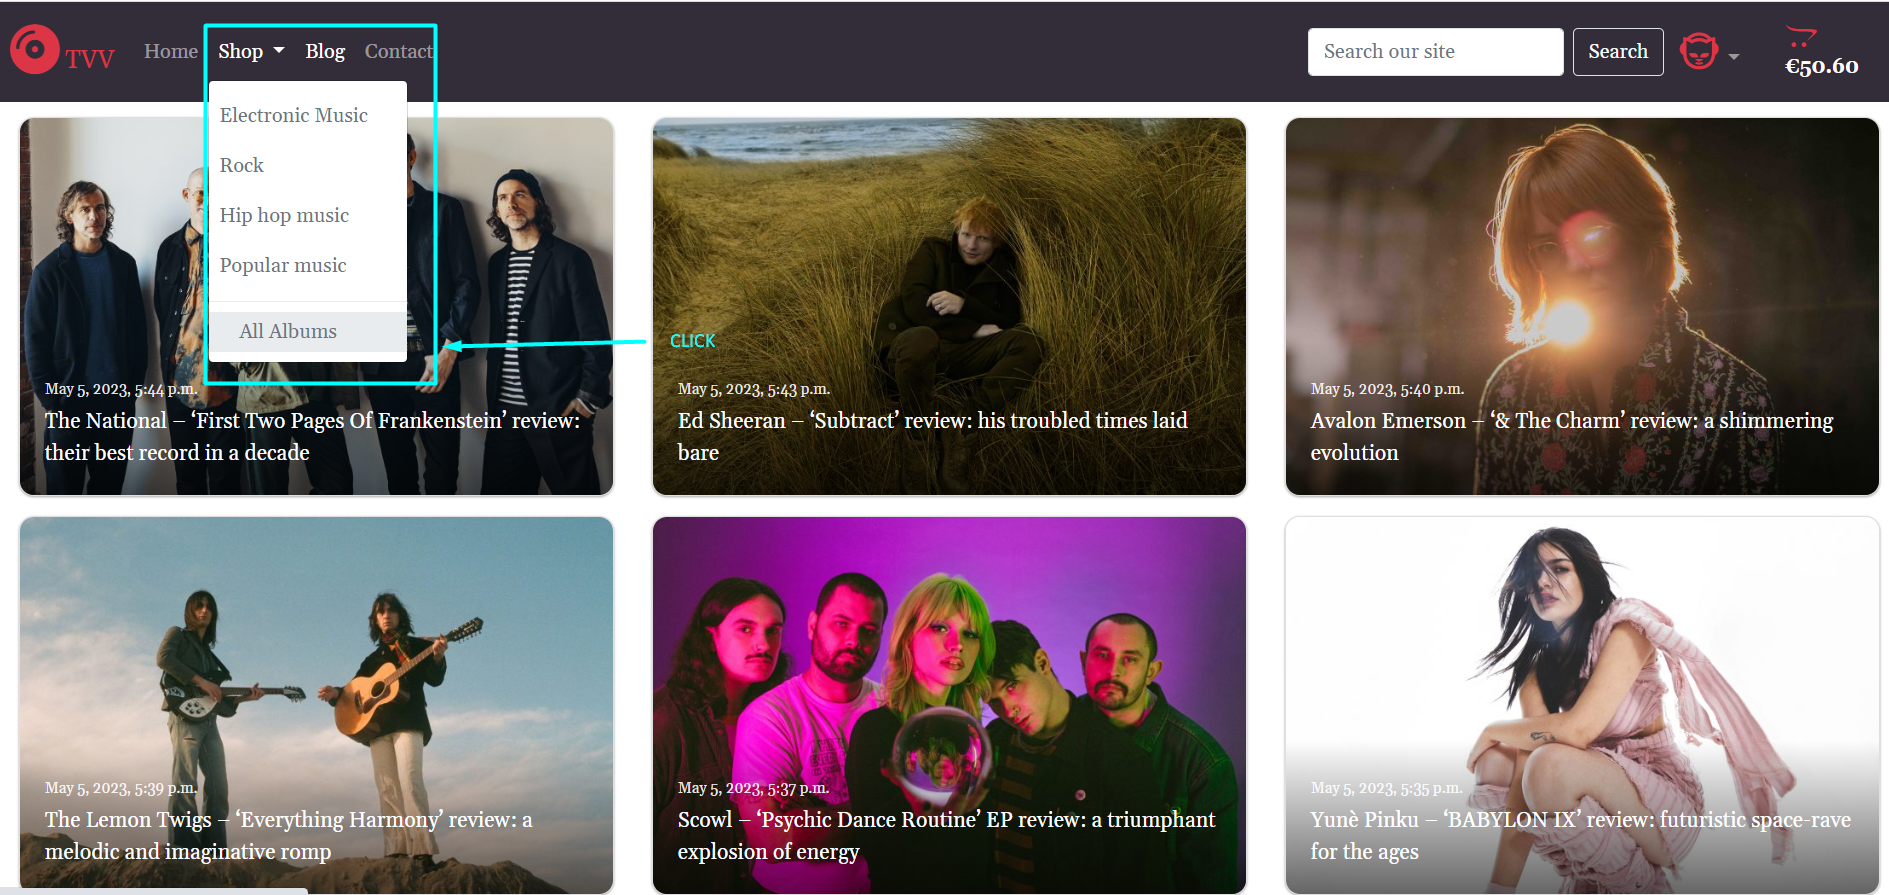 TVV
Home
Shop
Blog
Contact
Search our site
Search
€50.60
Electronic Music
Rock
Hip hop music
Popular music
All Albums
CLICK
May 5, 2023, 5:44 p.m.
The National – ‘First Two Pages Of Frankenstein’ review:
their best record in a decade
May 5, 2023, 5:43 p.m.
Ed Sheeran – ‘Subtract’ review: his troubled times laid
bare
May 5, 2023, 5:40 p.m.
Avalon Emerson – ‘& The Charm’ review: a shimmering
evolution
May 5, 2023, 5:39 p.m.
The Lemon Twigs – ‘Everything Harmony’ review: a
melodic and imaginative romp
May 5, 2023, 5:37 p.m.
Scowl – ‘Psychic Dance Routine’ EP review: a triumphant
explosion of energy
May 5, 2023, 5:35 p.m.
Yunè Pinku – ‘BABYLON IX’ review: futuristic space-rave
for the ages